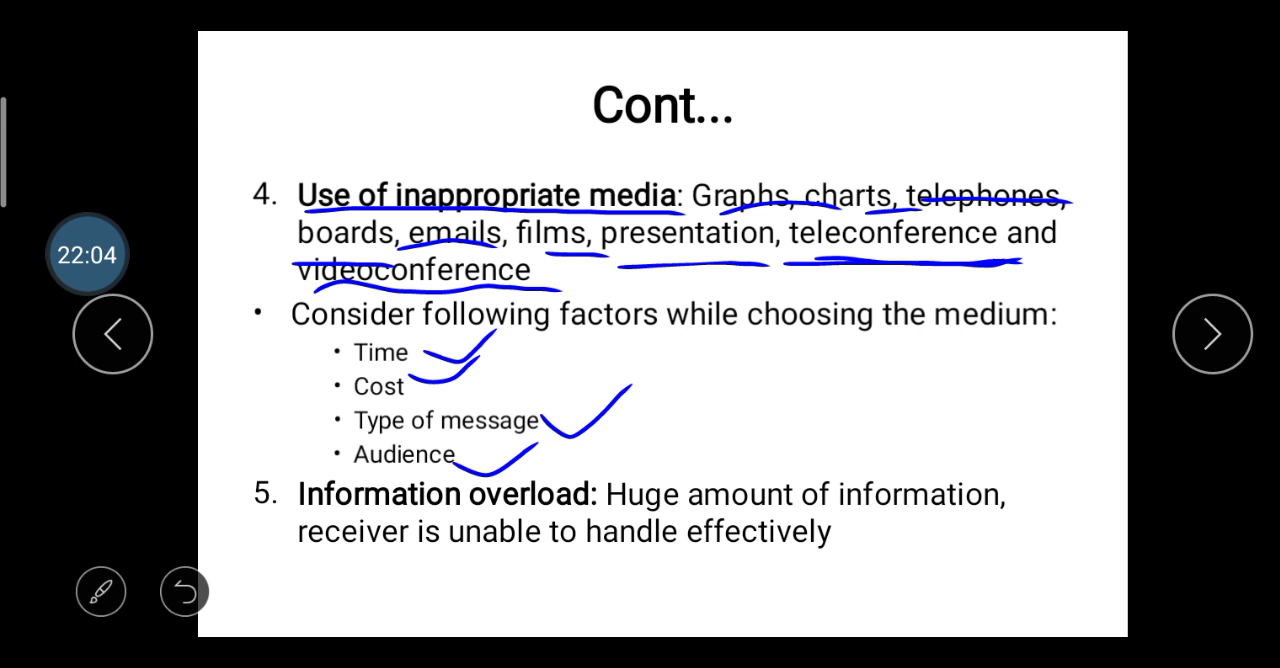 Cont...
4. Use of inappropriate media: Graphs, charts, telephones,
boards, emails, films, presentation, teleconference and
videoconference
• Consider following factors while choosing the medium:
• Time
• Cost
• Type of message
• Audience
5. Information overload: Huge amount of information,
receiver is unable to handle effectively
22:04